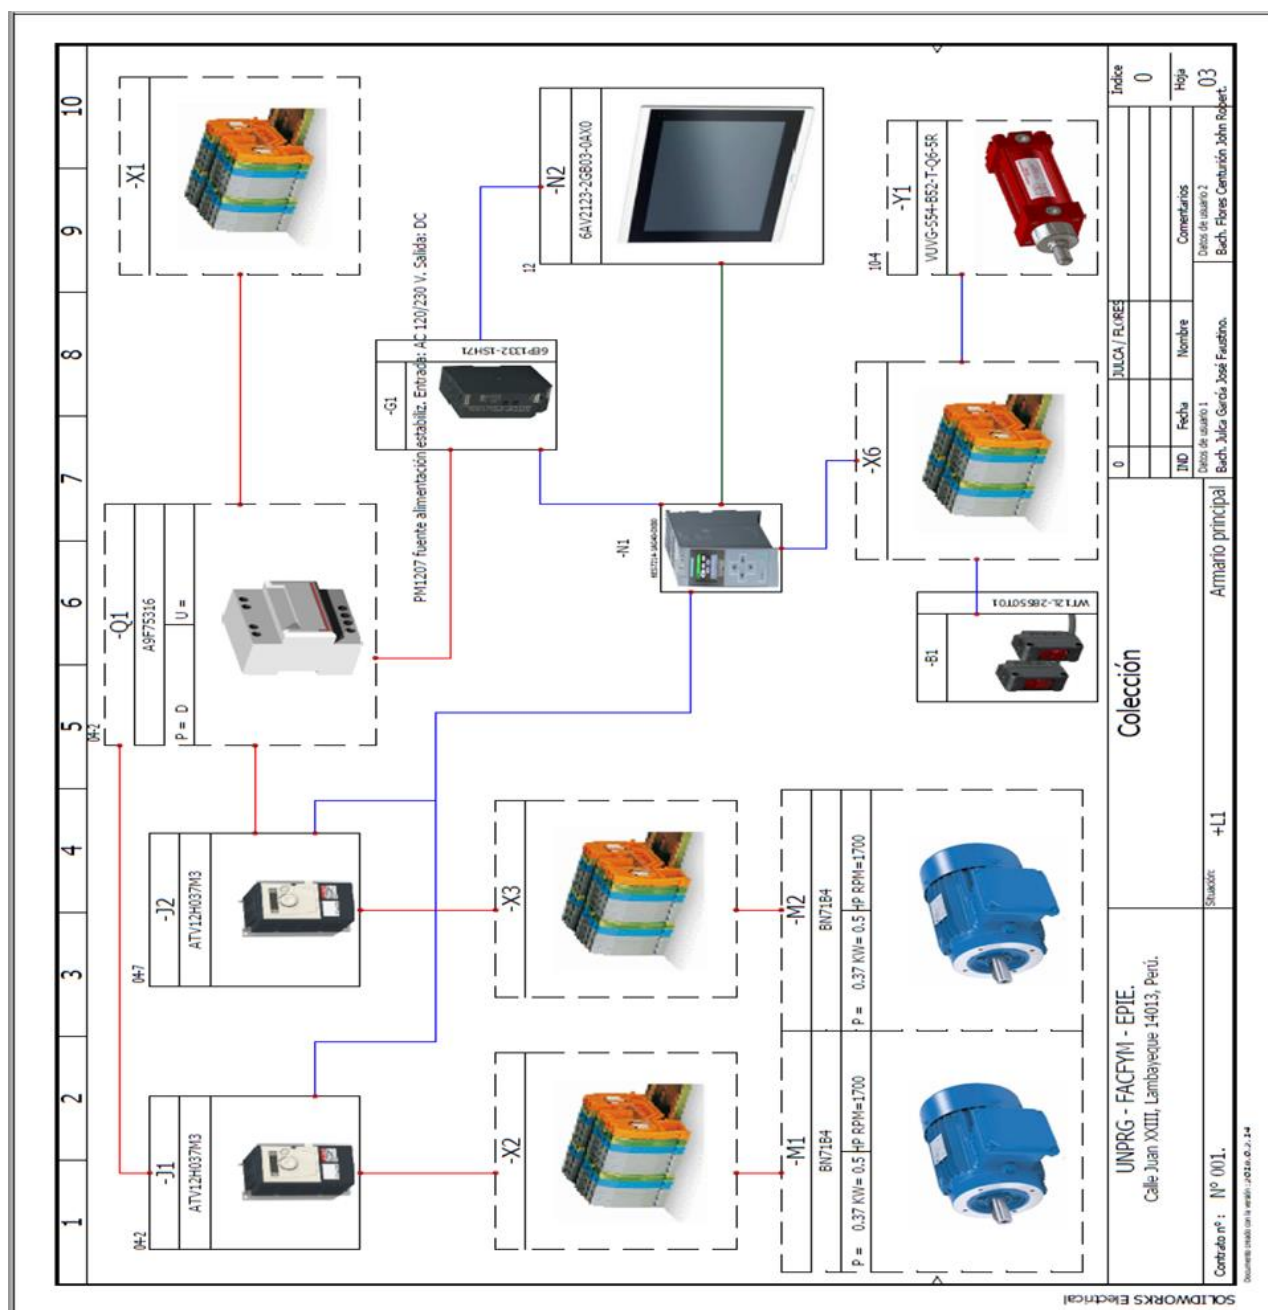 1
2
3
4
5
6
7
8
9
10
04-2
-J1
ATV12H037M3
04-7
-J2
ATV12H037M3
04-2
-Q1
A9F75316
P = D
U =
-X1
-X2
-X3
-G1
6EP1332-1SH71
PM1207 fuente alimentación estabiliz. Entrada: AC 120/230 V. Salida: DC
12
-N2
6AV2123-2GB03-0AX0
-N1
-M1
BN71B4
P = 0.37 KW= 0.5 HP RPM=1700
-M2
BN71B4
P = 0.37 KW= 0.5 HP RPM=1700
-B1
WT12L-2B550T01
-X6
10-4
-Y1
VUVG-S54-B52-T-Q6-5R
UNPRG - FACFYM - EPIE.
Calle Juan XXIII, Lambayeque 14013, Perú.
Contrato nº : Nº 001.
Colección
Situación: +L1
Armario principal
0
JULCA / FLORES
IND
Fecha
Nombre
Comentarios
Datos de usuario 1
Bach. Julca García José Faustino.
Datos de usuario 2
Bach. Flores Centurión John Robert.
Índice
0
Hoja
03
SOLIDWORKS Electrical